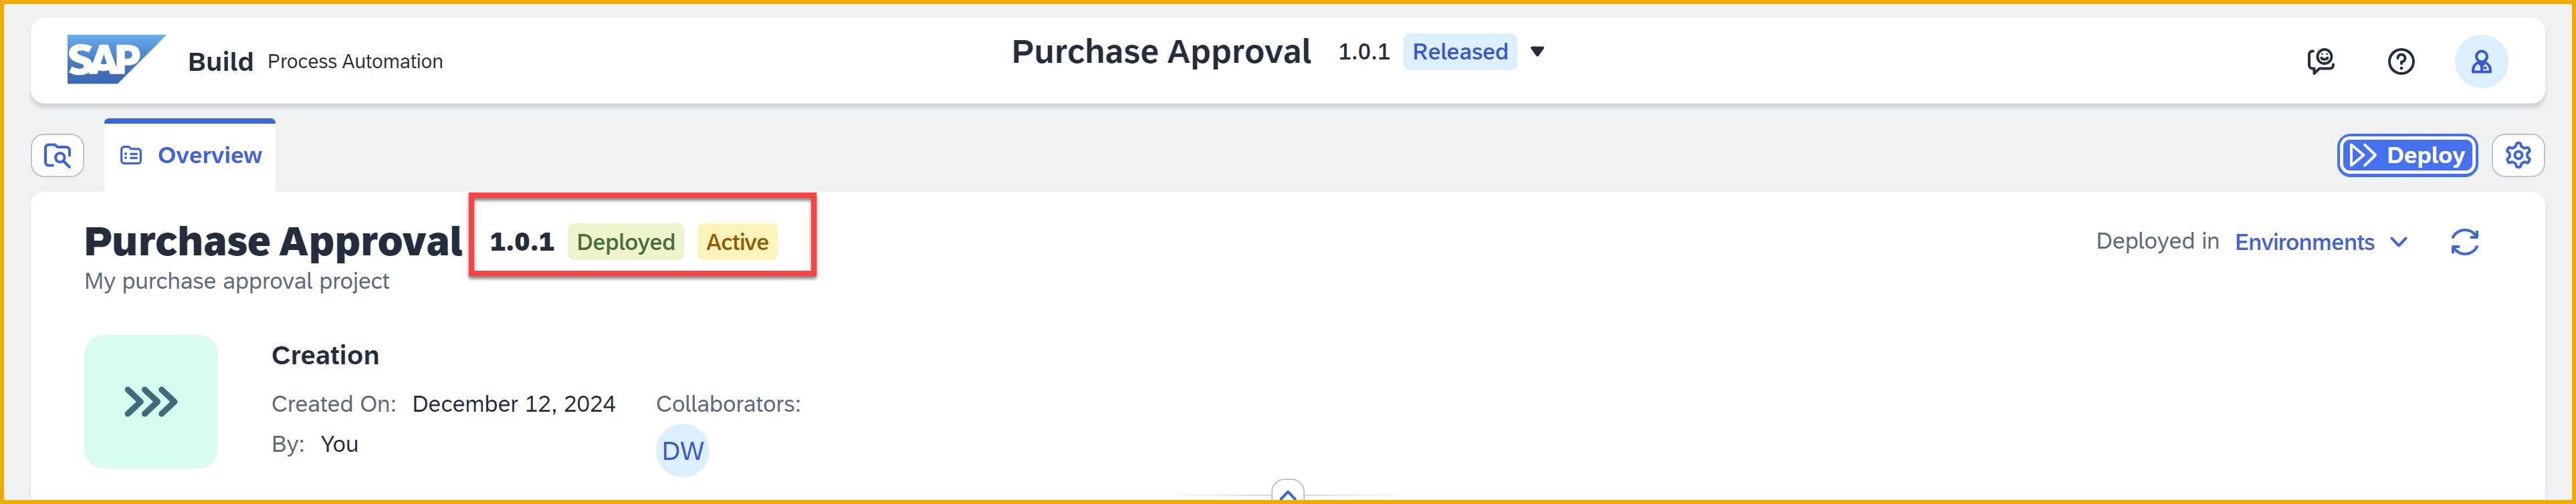 SAP Build Process Automation
Purchase Approval 1.0.1 Released
Overview
Deploy
Purchase Approval 1.0.1 Deployed Active
Deployed in Environments
My purchase approval project
Creation
Created On: December 12, 2024
By: You
Collaborators:
DW